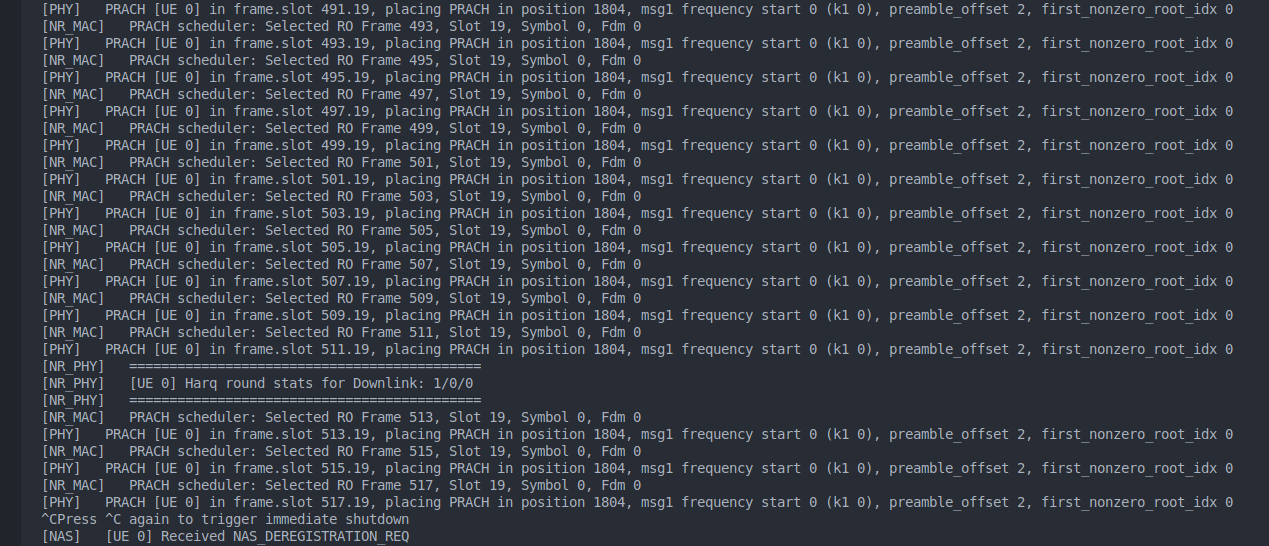 [PHY]   PRACH [UE 0] in frame.slot 491.19, placing PRACH in position 1804, msg1 frequency start 0 (k1 0), preamble_offset 2, first_nonzero_root_idx 0
[NR_MAC]   PRACH scheduler: Selected RO Frame 493, Slot 19, Symbol 0, Fdm 0
[PHY]   PRACH [UE 0] in frame.slot 493.19, placing PRACH in position 1804, msg1 frequency start 0 (k1 0), preamble_offset 2, first_nonzero_root_idx 0
[NR_MAC]   PRACH scheduler: Selected RO Frame 495, Slot 19, Symbol 0, Fdm 0
[PHY]   PRACH [UE 0] in frame.slot 495.19, placing PRACH in position 1804, msg1 frequency start 0 (k1 0), preamble_offset 2, first_nonzero_root_idx 0
[NR_MAC]   PRACH scheduler: Selected RO Frame 497, Slot 19, Symbol 0, Fdm 0
[PHY]   PRACH [UE 0] in frame.slot 497.19, placing PRACH in position 1804, msg1 frequency start 0 (k1 0), preamble_offset 2, first_nonzero_root_idx 0
[NR_MAC]   PRACH scheduler: Selected RO Frame 499, Slot 19, Symbol 0, Fdm 0
[PHY]   PRACH [UE 0] in frame.slot 499.19, placing PRACH in position 1804, msg1 frequency start 0 (k1 0), preamble_offset 2, first_nonzero_root_idx 0
[NR_MAC]   PRACH scheduler: Selected RO Frame 501, Slot 19, Symbol 0, Fdm 0
[PHY]   PRACH [UE 0] in frame.slot 501.19, placing PRACH in position 1804, msg1 frequency start 0 (k1 0), preamble_offset 2, first_nonzero_root_idx 0
[NR_MAC]   PRACH scheduler: Selected RO Frame 503, Slot 19, Symbol 0, Fdm 0
[PHY]   PRACH [UE 0] in frame.slot 503.19, placing PRACH in position 1804, msg1 frequency start 0 (k1 0), preamble_offset 2, first_nonzero_root_idx 0
[NR_MAC]   PRACH scheduler: Selected RO Frame 505, Slot 19, Symbol 0, Fdm 0
[PHY]   PRACH [UE 0] in frame.slot 505.19, placing PRACH in position 1804, msg1 frequency start 0 (k1 0), preamble_offset 2, first_nonzero_root_idx 0
[NR_MAC]   PRACH scheduler: Selected RO Frame 507, Slot 19, Symbol 0, Fdm 0
[PHY]   PRACH [UE 0] in frame.slot 507.19, placing PRACH in position 1804, msg1 frequency start 0 (k1 0), preamble_offset 2, first_nonzero_root_idx 0
[NR_MAC]   PRACH scheduler: Selected RO Frame 509, Slot 19, Symbol 0, Fdm 0
[PHY]   PRACH [UE 0] in frame.slot 509.19, placing PRACH in position 1804, msg1 frequency start 0 (k1 0), preamble_offset 2, first_nonzero_root_idx 0
[NR_MAC]   PRACH scheduler: Selected RO Frame 511, Slot 19, Symbol 0, Fdm 0
[PHY]   PRACH [UE 0] in frame.slot 511.19, placing PRACH in position 1804, msg1 frequency start 0 (k1 0), preamble_offset 2, first_nonzero_root_idx 0
[NR_PHY]   ============================================
[NR_PHY]   [UE 0] Harq round stats for Downlink: 1/0/0
[NR_PHY]   ============================================
[NR_MAC]   PRACH scheduler: Selected RO Frame 513, Slot 19, Symbol 0, Fdm 0
[PHY]   PRACH [UE 0] in frame.slot 513.19, placing PRACH in position 1804, msg1 frequency start 0 (k1 0), preamble_offset 2, first_nonzero_root_idx 0
[NR_MAC]   PRACH scheduler: Selected RO Frame 515, Slot 19, Symbol 0, Fdm 0
[PHY]   PRACH [UE 0] in frame.slot 515.19, placing PRACH in position 1804, msg1 frequency start 0 (k1 0), preamble_offset 2, first_nonzero_root_idx 0
[NR_MAC]   PRACH scheduler: Selected RO Frame 517, Slot 19, Symbol 0, Fdm 0
[PHY]   PRACH [UE 0] in frame.slot 517.19, placing PRACH in position 1804, msg1 frequency start 0 (k1 0), preamble_offset 2, first_nonzero_root_idx 0
^CPress ^C again to trigger immediate shutdown
[NAS]   [UE 0] Received NAS_DEREGISTRATION_REQ